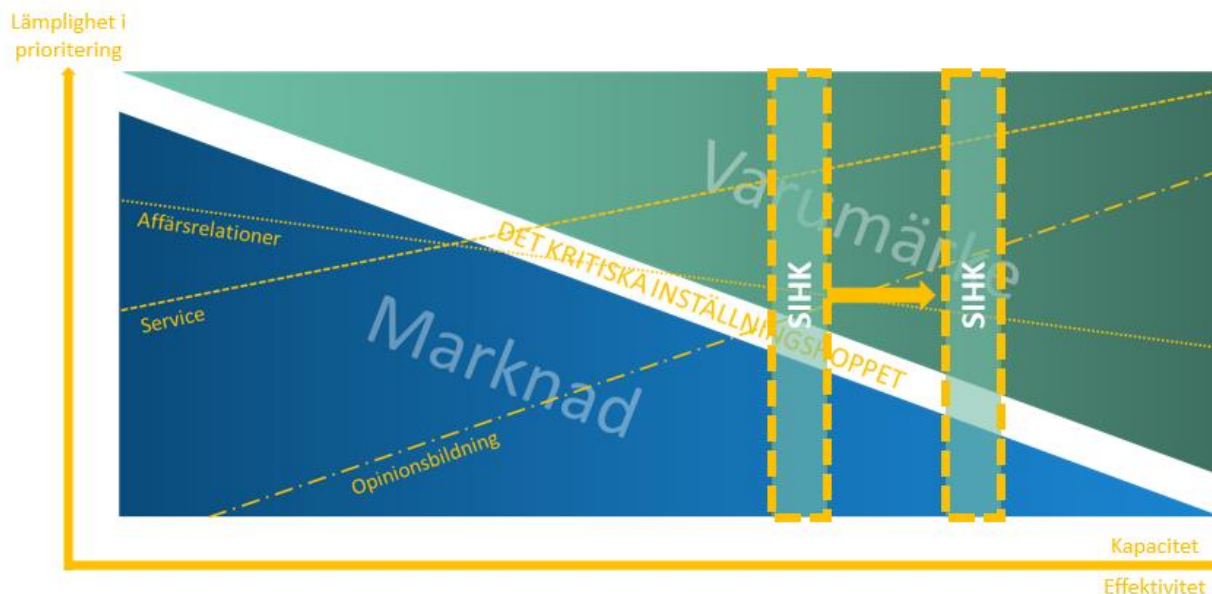 Lämplighet i
prioritering
Varumärke
Affärsrelationer
DET KRITISKA INSTÄLLNINGSHOPPET
SIHK
SIHK
Service
Marknad
Opinionsbildning
Kapacitet
Effektivitet